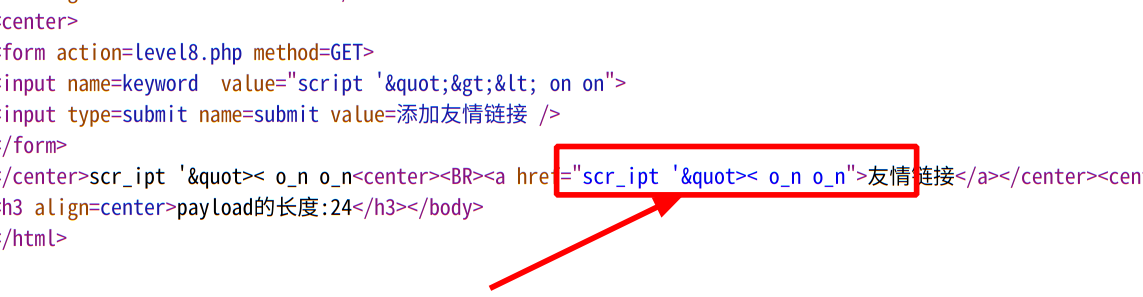 <center>
<form action=level8.php method=GET>
<input name=keyword  value="script '&quot;&gt;&lt; on on">
<input type=submit name=submit value=添加友情链接 />
</form>
</center>scr_ipt '&quot>< o_n o_n<center><BR><a href="scr_ipt '&quot>< o_n o_n">友情链接</a></center><cen
<h3 align=center>payload的长度:24</h3></body>
</html>